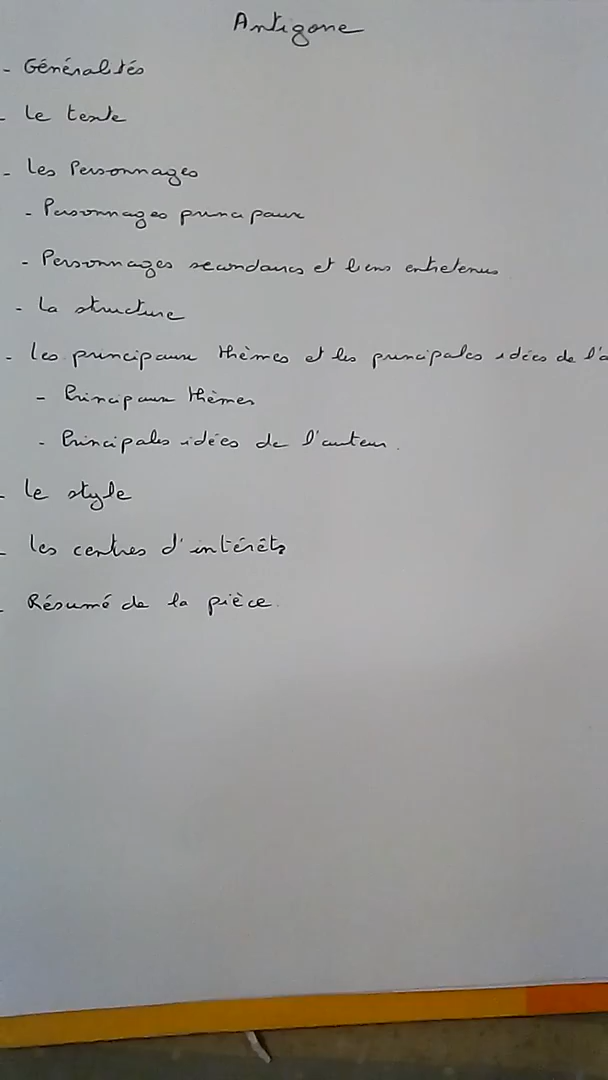 Antigone
- Généralités
- Le texte
- Les Personnages
- Personnages principaux
- Personnages secondaires et liens entretenus
- La structure
- Les principaux thèmes et les principales idées de l'a
- Principaux thèmes
- Principales idées de l'auteur.
- Le style
- Les centres d'intérêts
- Résumé de la pièce.